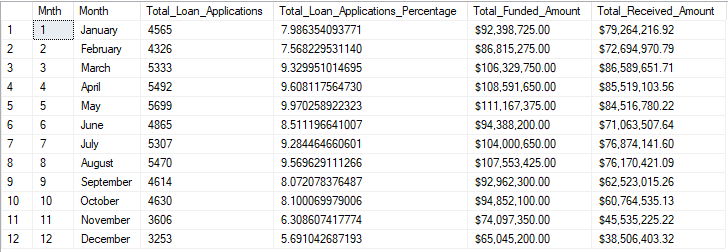 Mnth Month Total_Loan_Applications Total_Loan_Applications_Percentage Total_Funded_Amount Total_Received_Amount
1 1 January 4565 7.986354093771 $92,398,725.00 $79,264,216.92
2 2 February 4326 7.568229531140 $86,815,275.00 $72,694,970.79
3 3 March 5333 9.329951014695 $106,329,750.00 $86,589,651.71
4 4 April 5492 9.608117564730 $108,591,650.00 $85,519,103.56
5 5 May 5699 9.970258922323 $111,167,375.00 $84,516,780.22
6 6 June 4865 8.511196641007 $94,388,200.00 $71,063,507.64
7 7 July 5307 9.284464660601 $104,000,650.00 $76,874,141.60
8 8 August 5470 9.569629111266 $107,553,425.00 $76,170,421.09
9 9 September 4614 8.072078376487 $92,962,300.00 $62,523,015.26
10 10 October 4630 8.100069979006 $94,852,100.00 $60,764,535.13
11 11 November 3606 6.308607417774 $74,097,350.00 $45,535,225.22
12 12 December 3253 5.691042687193 $65,045,200.00 $38,506,403.32